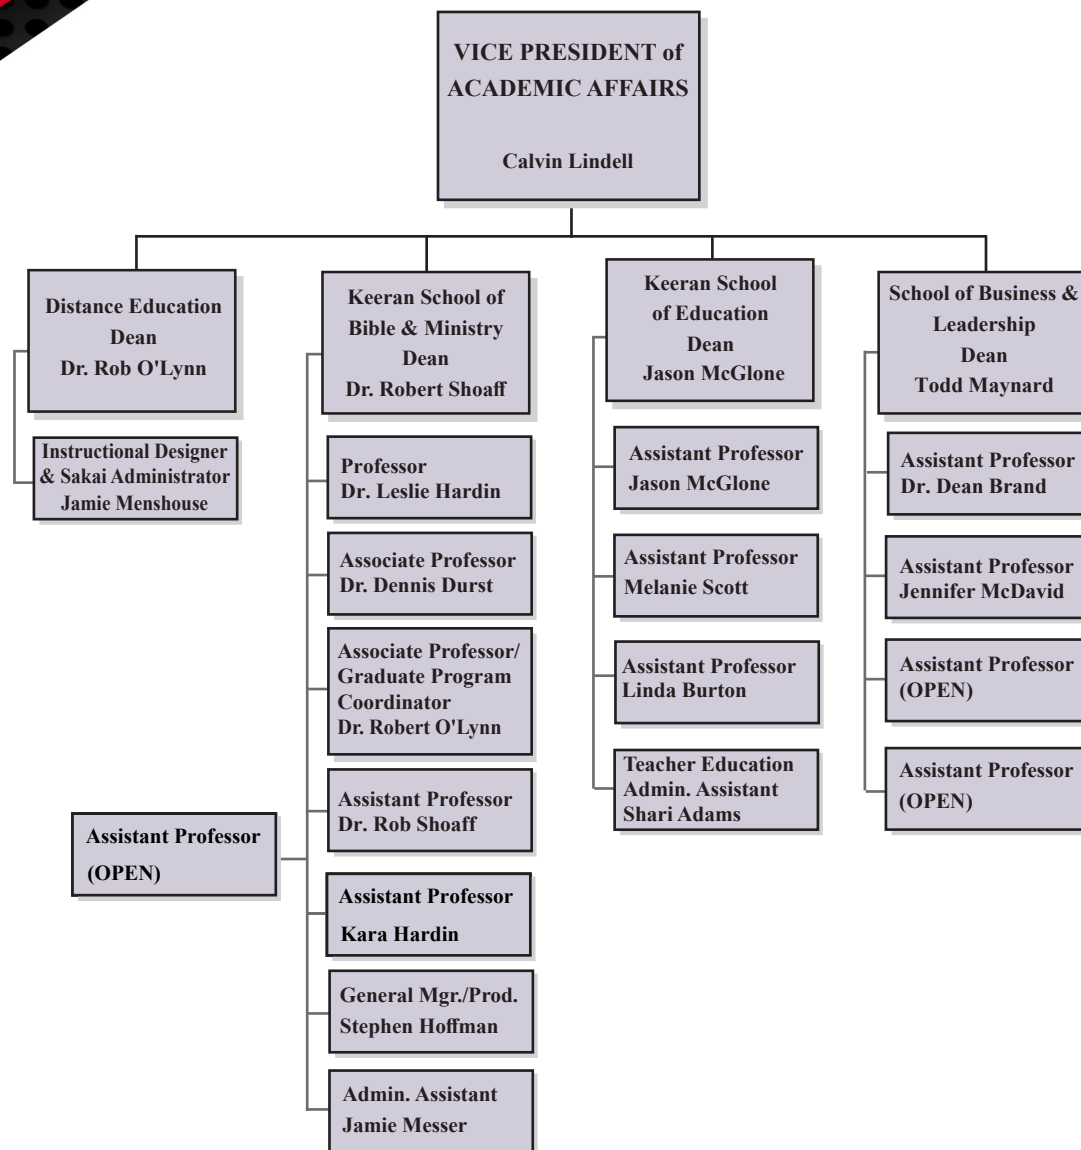 VICE PRESIDENT of
ACADEMIC AFFAIRS
Calvin Lindell
Distance Education
Dean
Dr. Rob O'Lynn
Instructional Designer
& Sakai Administrator
Jamie Menshouse
Keeran School of
Bible & Ministry
Dean
Dr. Robert Shoaff
Professor
Dr. Leslie Hardin
Associate Professor
Dr. Dennis Durst
Associate Professor/
Graduate Program
Coordinator
Dr. Robert O'Lynn
Assistant Professor
Dr. Rob Shoaff
Assistant Professor
(OPEN)
Assistant Professor
Kara Hardin
General Mgr./Prod.
Stephen Hoffman
Admin. Assistant
Jamie Messer
Keeran School
of Education
Dean
Jason McGlone
Assistant Professor
Jason McGlone
Assistant Professor
Melanie Scott
Assistant Professor
Linda Burton
Teacher Education
Admin. Assistant
Shari Adams
School of Business &
Leadership
Dean
Todd Maynard
Assistant Professor
Dr. Dean Brand
Assistant Professor
Jennifer McDavid
Assistant Professor
(OPEN)
Assistant Professor
(OPEN)